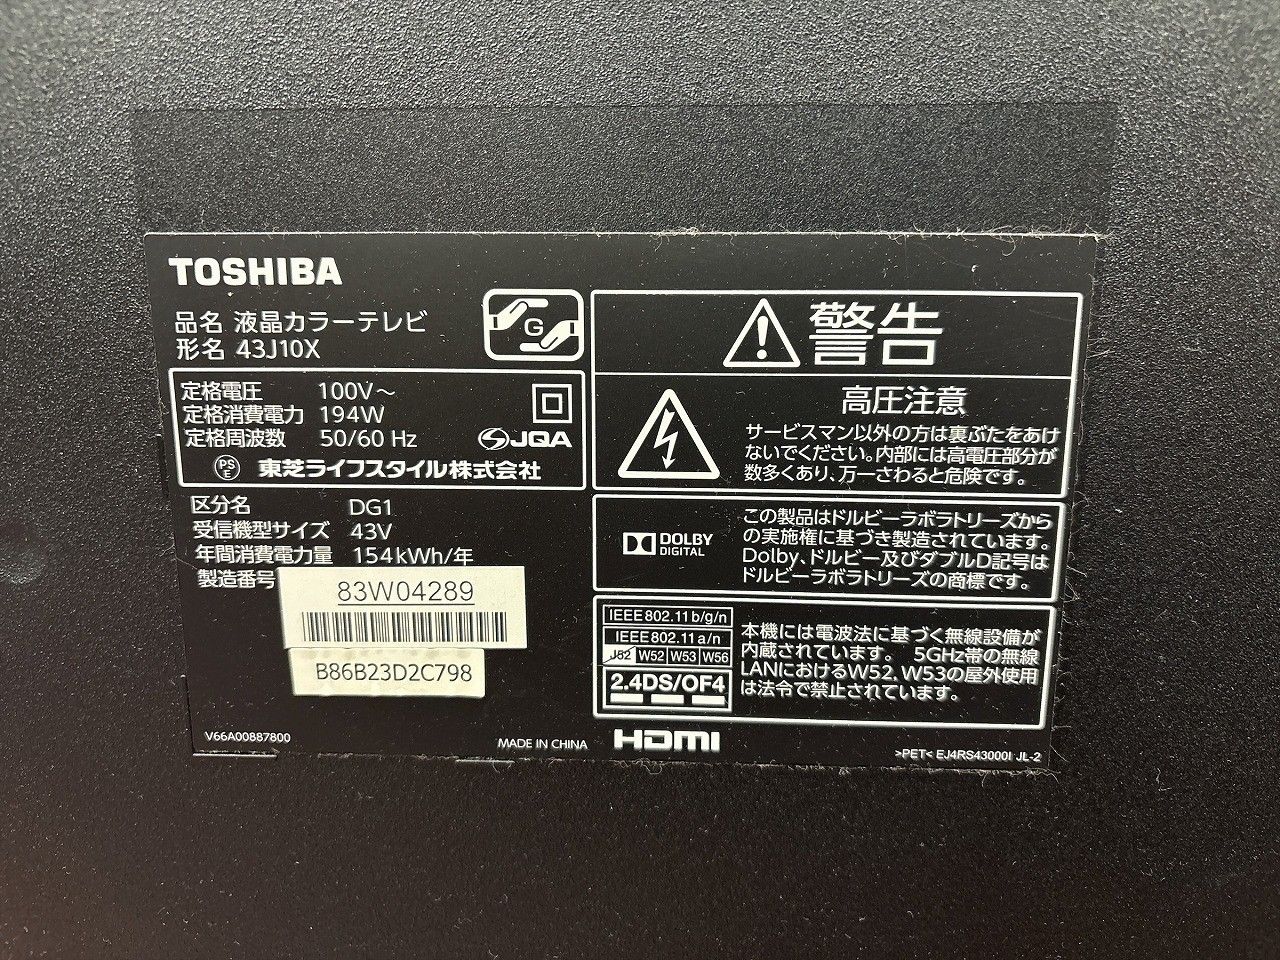 TOSHIBA
品名 液晶カラーテレビ
形名 43J10X
G
定格電圧 100V～
定格消費電力 194W
定格周波数 50/60 Hz
JQA
PS
E
東芝ライフスタイル株式会社
区分名 DG1
受信機型サイズ 43V
年間消費電力量 154kWh/年
製造番号
83W04289
B86B23D2C798
V66A00887800
MADE IN CHINA
警告
高圧注意
サービスマン以外の方は裏ぶたをあけ
ないでください。内部には高電圧部分が
数多くあり、万一さわると危険です。
DOLBY
DIGITAL
この製品はドルビーラボラトリーズから
の実施権に基づき製造されています。
Dolby、ドルビー及びダブルD記号は
ドルビーラボラトリーズの商標です。
IEEE802.11b/g/n
IEEE802.11a/n
J52 W52 W53 W56
2.4DS/OF4
本機には電波法に基づく無線設備が
内蔵されています。 5GHz帯の無線
LANにおけるW52、W53の屋外使用
は法令で禁止されています。
HDMI
>PET< EJ4RS43000I JL-2